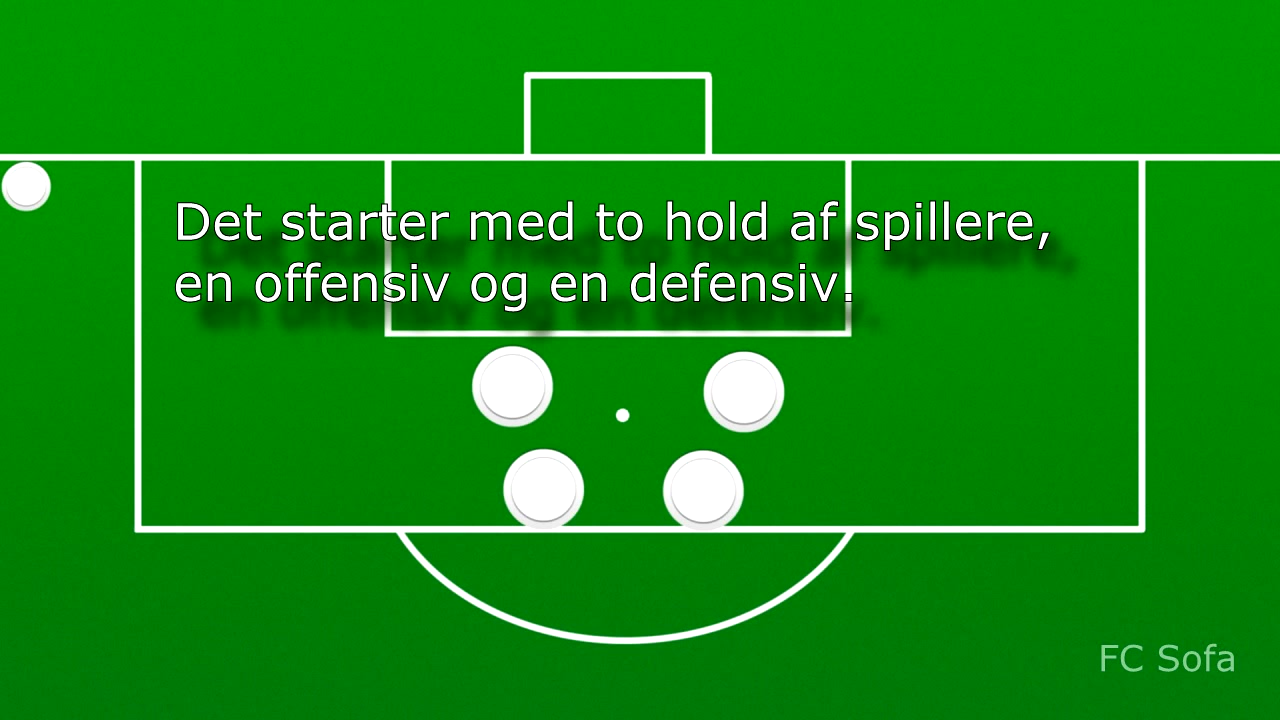 Det starter med to hold af spillere,
en offensiv og en defensiv.
FC Sofa